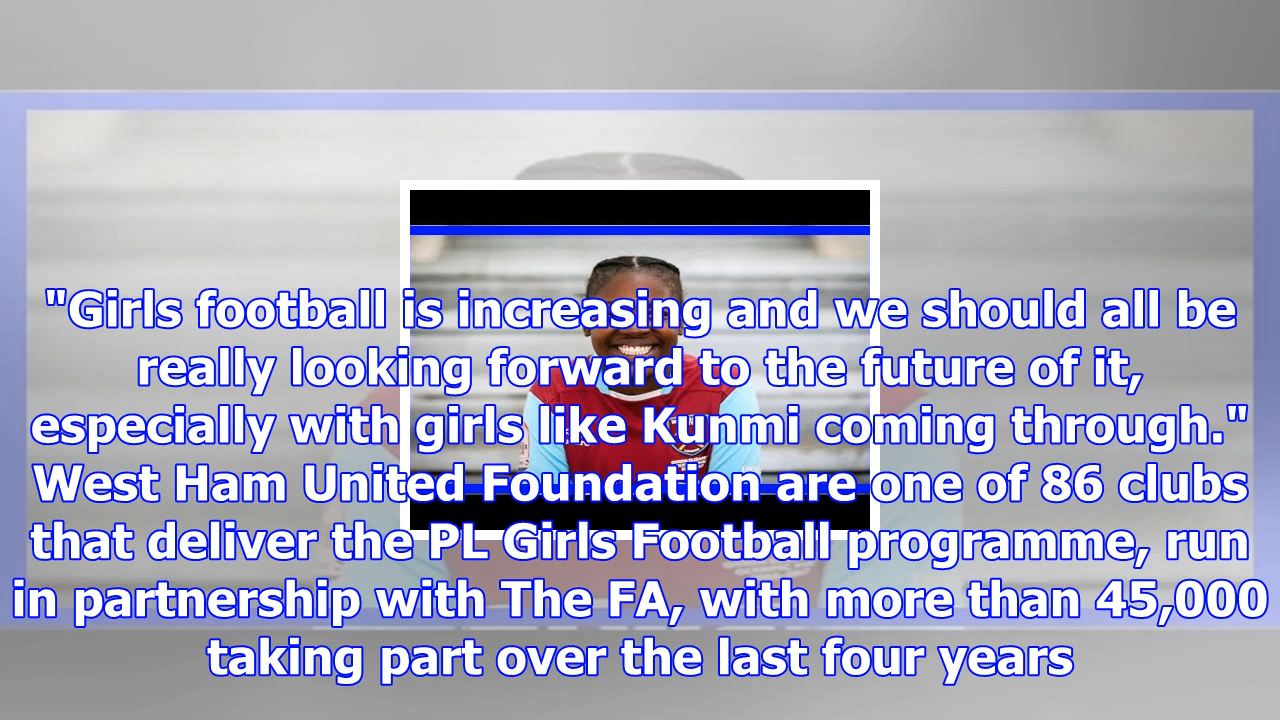 "Girls football is increasing and we should all be
really looking forward to the future of it,
especially with girls like Kunmi coming through."
West Ham United Foundation are one of 86 clubs
that deliver the PL Girls Football programme, run
in partnership with The FA, with more than 45,000
taking part over the last four years